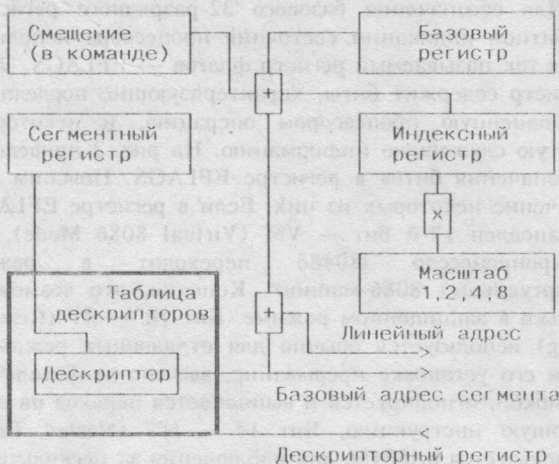 Смещение
(в команде)
Базовый
регистр
+
Сегментный
регистр
Индексный
регистр
×
Масштаб
1,2,4,8
Таблица
дескрипторов
+
Линейный адрес
>
Дескриптор
>
Базовый адрес сегмента
>
Дескрипторный регистр